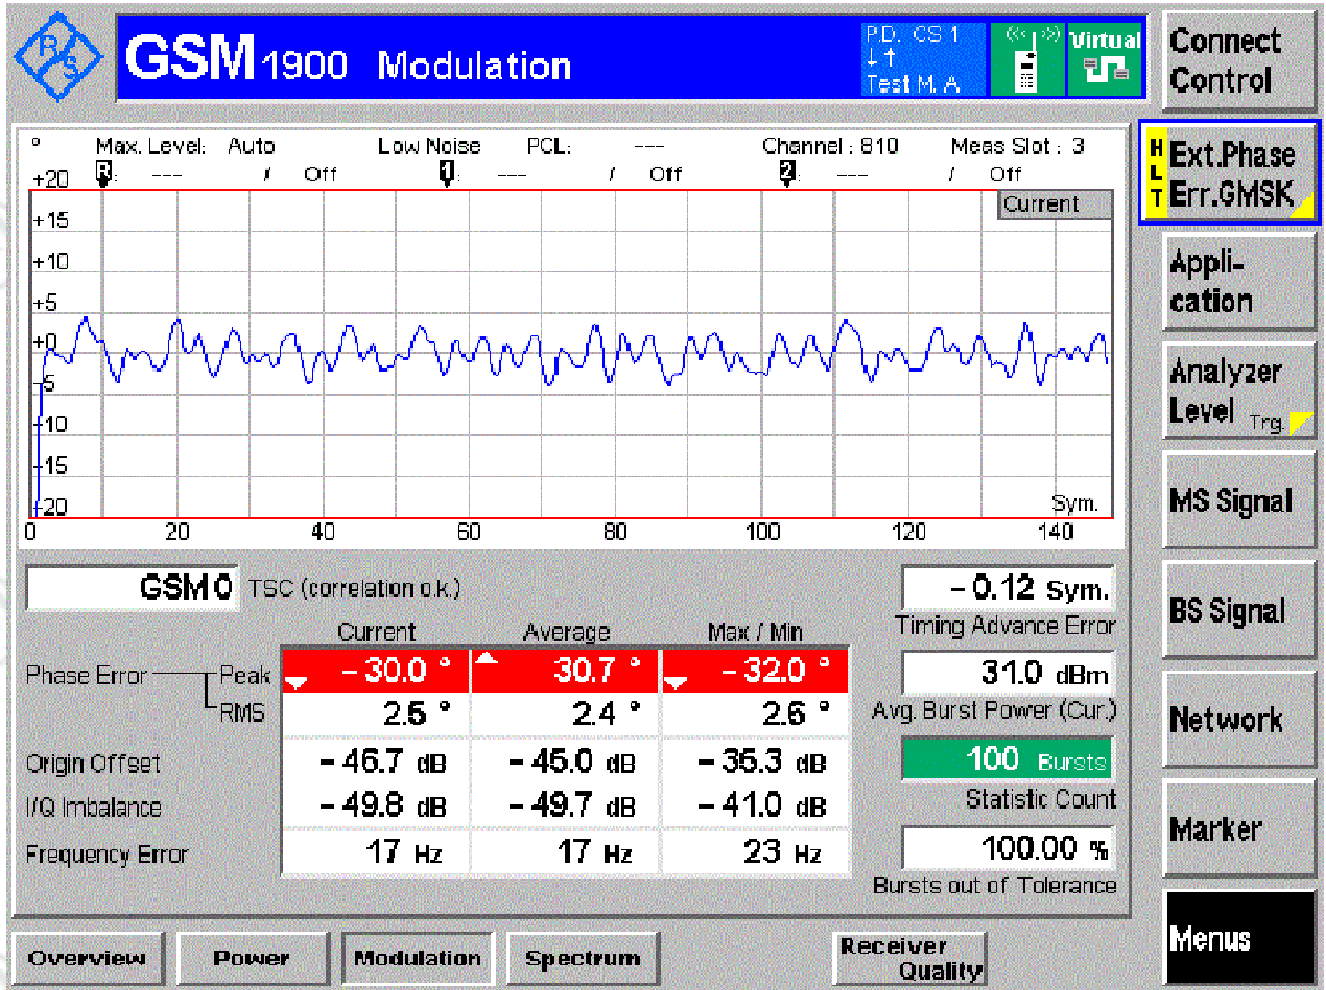 R & S
GSM 1900 Modulation
P.D. CS 1
Test M. A.
Virtual
Connect
Control
° Max. Level: Auto Low Noise PCL: --- Channel : 810 Meas Slot : 3
R : --- / Off 1 : --- / Off 2 : --- / Off
+20
Current
+15
+10
+5
+0
-5
-10
-15
-20
Sym.
0 20 40 60 80 100 120 140
HLT
Ext.Phase
Err.GMSK
Appli-
cation
Analyzer
Level Trg.
MS Signal
BS Signal
Network
Marker
Menus
GSM 0 TSC (correlation o.k.)
- 0.12 Sym.
Timing Advance Error
Current Average Max / Min
Phase Error Peak - 30.0 ° 30.7 ° - 32.0 °
31.0 dBm
RMS 2.5 ° 2.4 ° 2.6 °
Avg. Burst Power (Cur.)
Origin Offset - 46.7 dB - 45.0 dB - 35.3 dB
100 Bursts
Statistic Count
I/Q Imbalance - 49.8 dB - 49.7 dB - 41.0 dB
Frequency Error 17 Hz 17 Hz 23 Hz
100.00 %
Bursts out of Tolerance
Overview Power Modulation Spectrum
Receiver
Quality